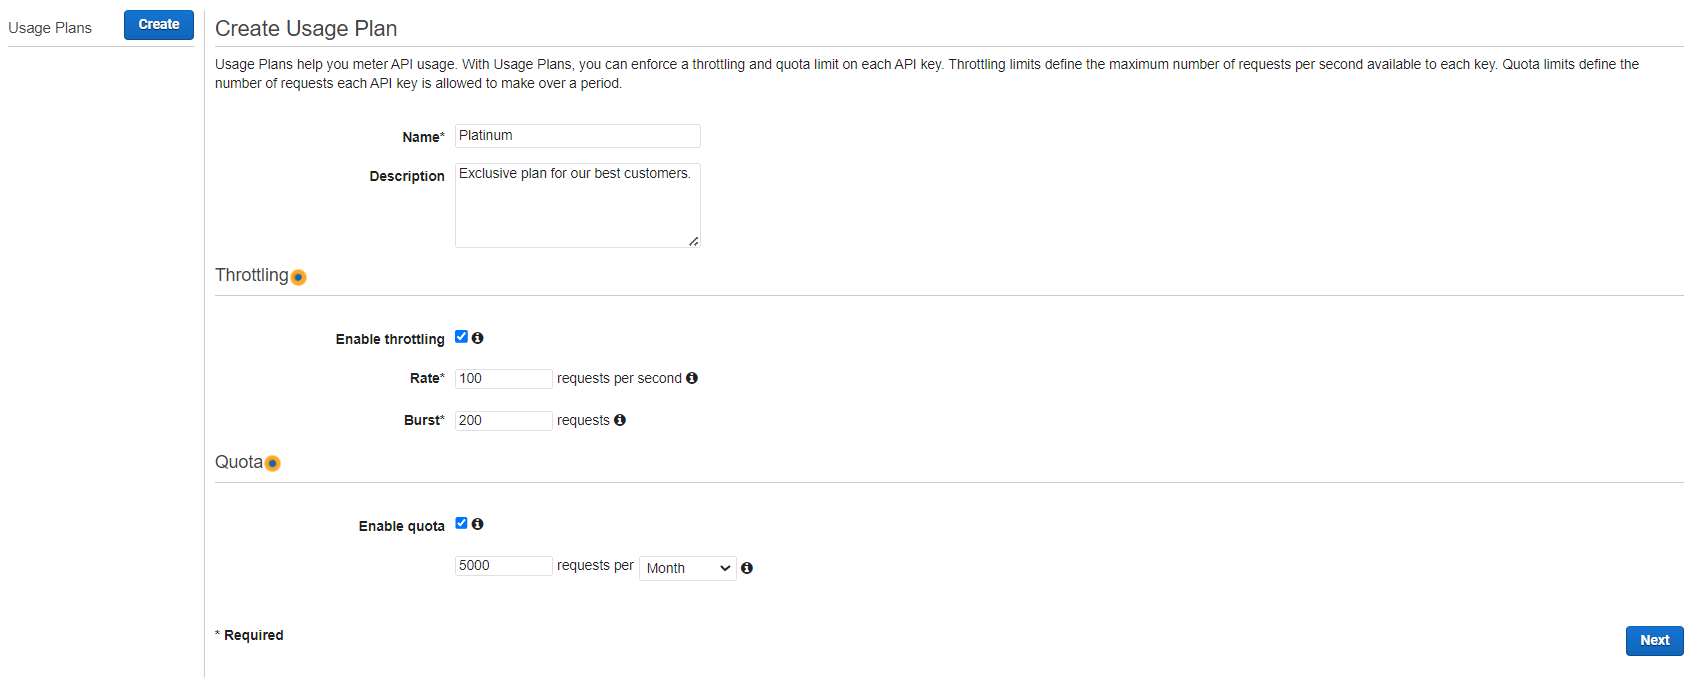 Usage Plans
Create
Create Usage Plan
Usage Plans help you meter API usage. With Usage Plans, you can enforce a throttling and quota limit on each API key. Throttling limits define the maximum number of requests per second available to each key. Quota limits define the
number of requests each API key is allowed to make over a period.
Name* Platinum
Description Exclusive plan for our best customers.
Throttling
Enable throttling
Rate* 100 requests per second
Burst* 200 requests
Quota
Enable quota
5000 requests per Month
* Required
Next